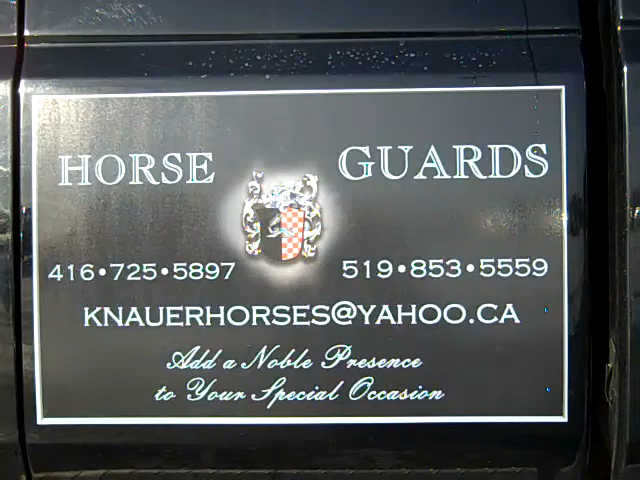 HORSE GUARDS
416•725•5897 519•853•5559
KNAUERHORSES@YAHOO.CA
Add a Noble Presence
to Your Special Occasion